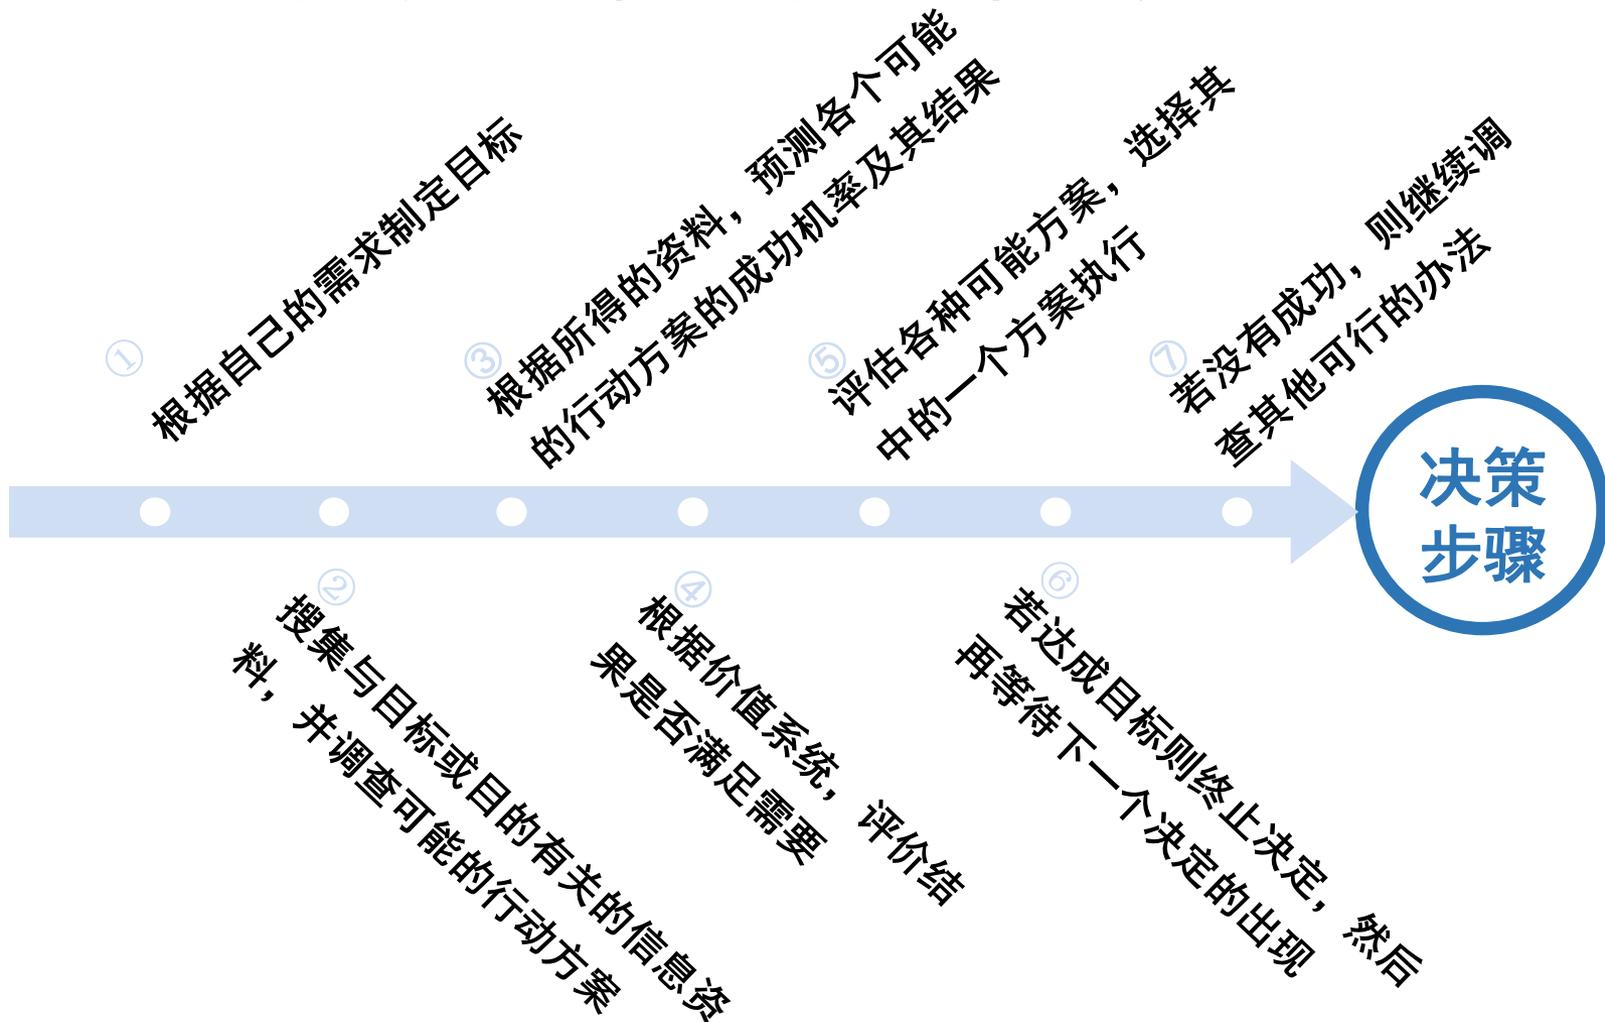 ①
根据自己的需求制定目标
②
搜集与目标或目的有关的信息资
料，并调查可能的行动方案
③
根据所得的资料，预测各个可能
的行动方案的成功机率及其结果
④
根据价值系统，评价结
果是否满足需要
⑤
评估各种可能方案，选择其
中的一个方案执行
⑥
若达成目标则终止决定，然后
再等待下一个决定的出现
⑦
若没有成功，则继续调
查其他可行的办法
决策
步骤